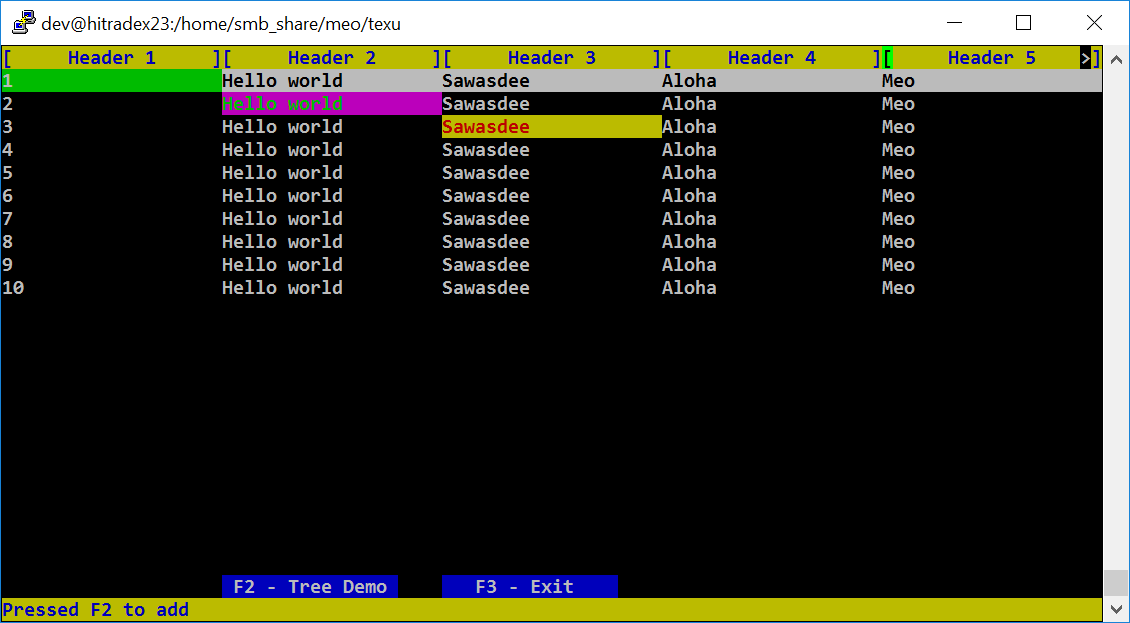 dev@hitradex23:/home/smb_share/meo/texu
[ Header 1 ][ Header 2 ][ Header 3 ][ Header 4 ][ Header 5 >]
1 Hello world Sawasdee Aloha Meo
2 Hello world Sawasdee Aloha Meo
3 Hello world Sawasdee Aloha Meo
4 Hello world Sawasdee Aloha Meo
5 Hello world Sawasdee Aloha Meo
6 Hello world Sawasdee Aloha Meo
7 Hello world Sawasdee Aloha Meo
8 Hello world Sawasdee Aloha Meo
9 Hello world Sawasdee Aloha Meo
10 Hello world Sawasdee Aloha Meo
F2 - Tree Demo F3 - Exit
Pressed F2 to add